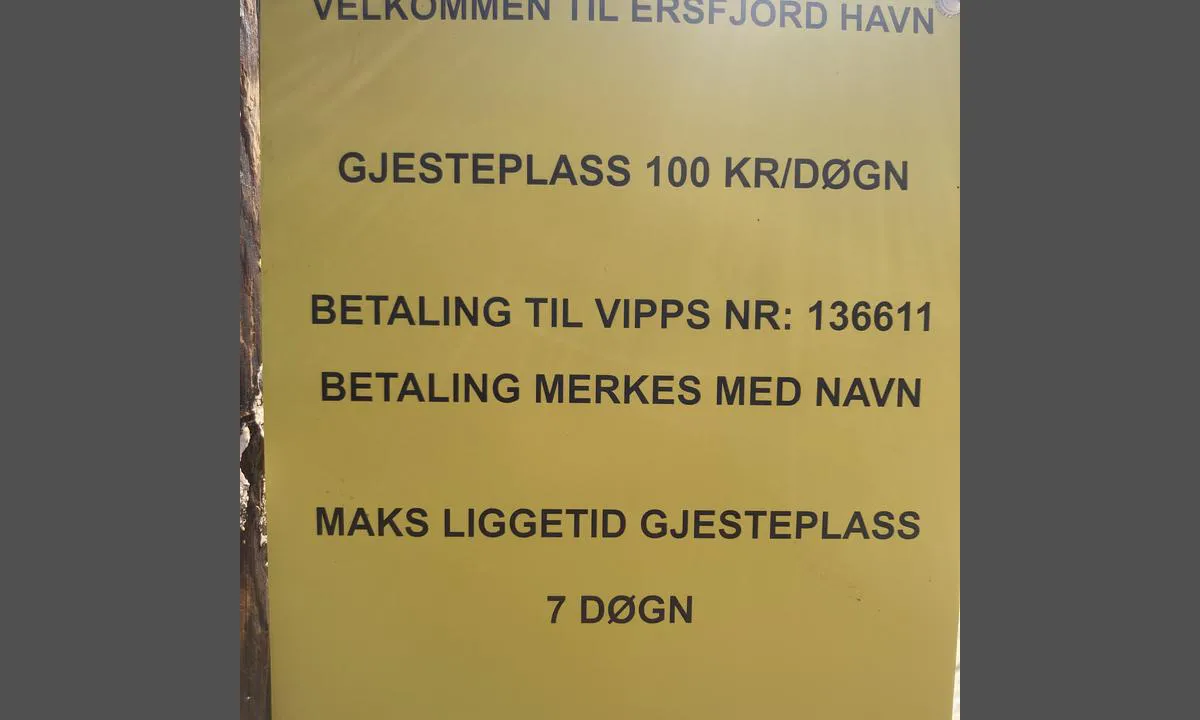 VELKOMMEN TIL ERSFJORD HAVN
GJESTEPLASS 100 KR/DØGN
BETALING TIL VIPPS NR: 136611
BETALING MERKES MED NAVN
MAKS LIGGETID GJESTEPLASS
7 DØGN